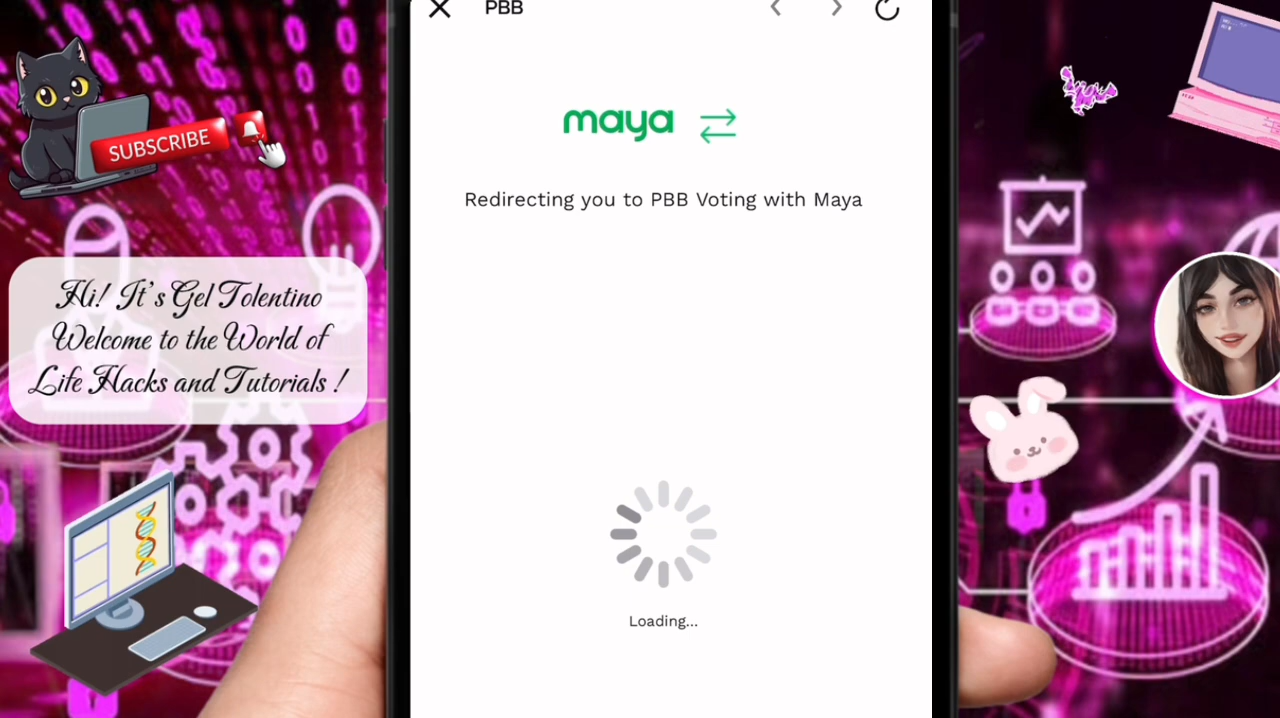 PBB
SUBSCRIBE
maya
Redirecting you to PBB Voting with Maya
Hi! It's Gel Tolentino
Welcome to the World of
Life Hacks and Tutorials !
Loading...